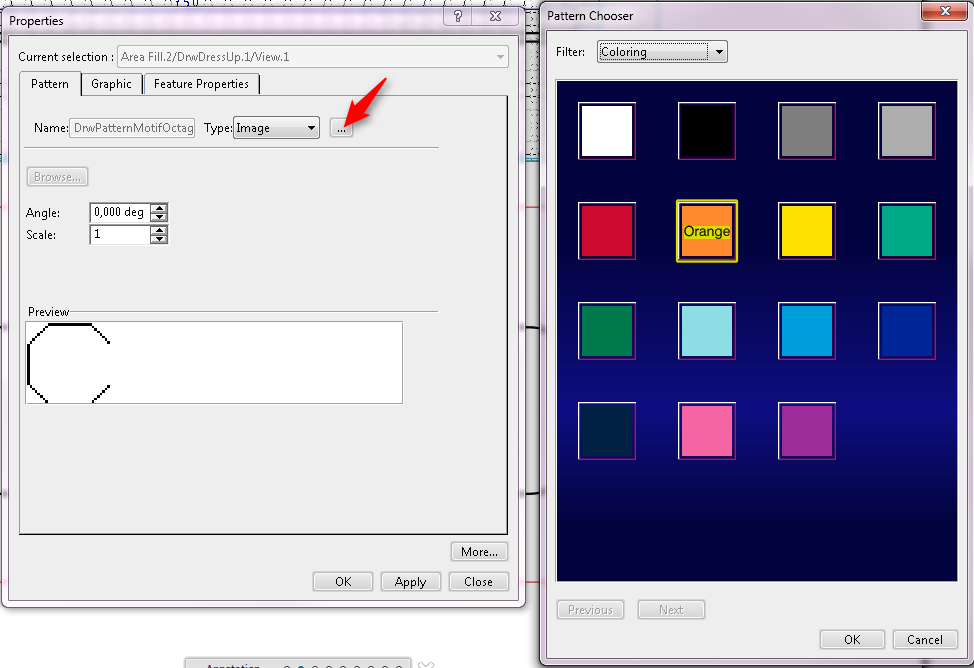 150
Properties
?
Current selection : Area Fill.2/DrwDressUp.1/View.1
Pattern Graphic Feature Properties
Name: DrwPatternMotifOctag Type: Image ...
Browse...
Angle: 0,000 deg
Scale: 1
Preview
More...
OK Apply Close
Annotation
Pattern Chooser
Filter: Coloring
Orange
Previous Next
OK Cancel